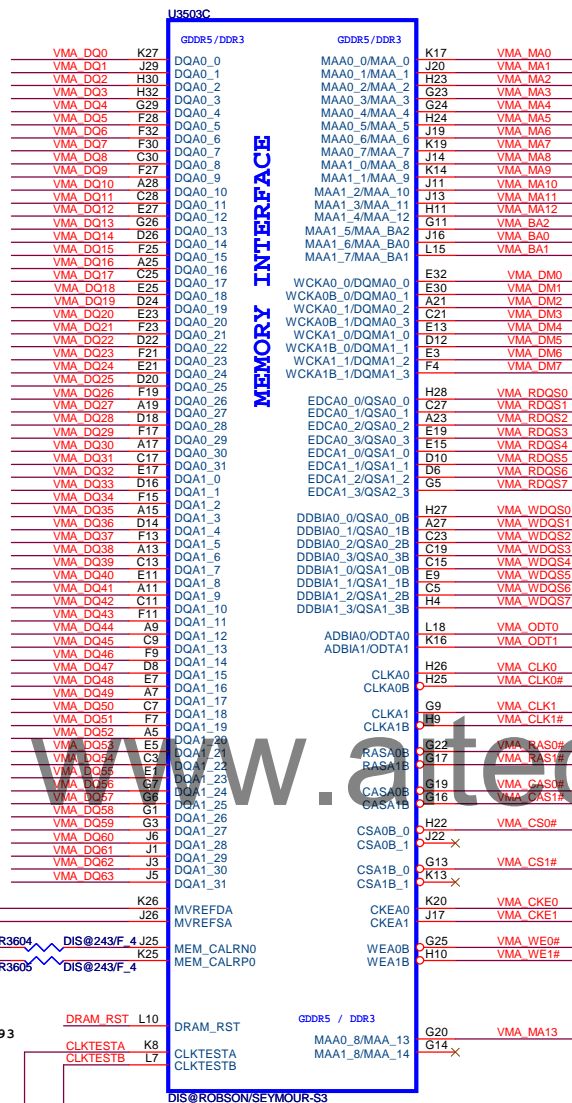 U3503C
GDDR5/DDR3 GDDR5/DDR3
MEMORY INTERFACE
VMA_DQ0 K27 DQA0_0
VMA_DQ1 J29 DQA0_1
VMA_DQ2 H30 DQA0_2
VMA_DQ3 H32 DQA0_3
VMA_DQ4 G29 DQA0_4
VMA_DQ5 F28 DQA0_5
VMA_DQ6 F32 DQA0_6
VMA_DQ7 F30 DQA0_7
VMA_DQ8 C30 DQA0_8
VMA_DQ9 F27 DQA0_9
VMA_DQ10 A28 DQA0_10
VMA_DQ11 C28 DQA0_11
VMA_DQ12 E27 DQA0_12
VMA_DQ13 G26 DQA0_13
VMA_DQ14 D26 DQA0_14
VMA_DQ15 F25 DQA0_15
VMA_DQ16 A25 DQA0_16
VMA_DQ17 C25 DQA0_17
VMA_DQ18 E25 DQA0_18
VMA_DQ19 D24 DQA0_19
VMA_DQ20 E23 DQA0_20
VMA_DQ21 F23 DQA0_21
VMA_DQ22 D22 DQA0_22
VMA_DQ23 F21 DQA0_23
VMA_DQ24 E21 DQA0_24
VMA_DQ25 D20 DQA0_25
VMA_DQ26 F19 DQA0_26
VMA_DQ27 A19 DQA0_27
VMA_DQ28 D18 DQA0_28
VMA_DQ29 F17 DQA0_29
VMA_DQ30 A17 DQA0_30
VMA_DQ31 C17 DQA0_31
VMA_DQ32 E17 DQA1_0
VMA_DQ33 D16 DQA1_1
VMA_DQ34 F15 DQA1_2
VMA_DQ35 A15 DQA1_3
VMA_DQ36 D14 DQA1_4
VMA_DQ37 F13 DQA1_5
VMA_DQ38 A13 DQA1_6
VMA_DQ39 C13 DQA1_7
VMA_DQ40 E11 DQA1_8
VMA_DQ41 A11 DQA1_9
VMA_DQ42 C11 DQA1_10
VMA_DQ43 F11 DQA1_11
VMA_DQ44 A9 DQA1_12
VMA_DQ45 C9 DQA1_13
VMA_DQ46 F9 DQA1_14
VMA_DQ47 D8 DQA1_15
VMA_DQ48 E7 DQA1_16
VMA_DQ49 A7 DQA1_17
VMA_DQ50 C7 DQA1_18
VMA_DQ51 F7 DQA1_19
VMA_DQ52 A5 DQA1_20
VMA_DQ53 E5 DQA1_21
VMA_DQ54 C3 DQA1_22
VMA_DQ55 E1 DQA1_23
VMA_DQ56 G7 DQA1_24
VMA_DQ57 G6 DQA1_25
VMA_DQ58 G1 DQA1_26
VMA_DQ59 G3 DQA1_27
VMA_DQ60 J6 DQA1_28
VMA_DQ61 J1 DQA1_29
VMA_DQ62 J3 DQA1_30
VMA_DQ63 J5 DQA1_31
K26 MVREFDA
J26 MVREFSA
R3604 DIS@243/F_4 J25 MEM_CALRN0
R3605 DIS@243/F_4 K25 MEM_CALRP0
DRAM_RST L10 DRAM_RST
93
CLKTESTA K8 CLKTESTA
CLKTESTB L7 CLKTESTB
MAA0_0/MAA_0 K17 VMA_MA0
MAA0_1/MAA_1 J20 VMA_MA1
MAA0_2/MAA_2 H23 VMA_MA2
MAA0_3/MAA_3 G23 VMA_MA3
MAA0_4/MAA_4 G24 VMA_MA4
MAA0_5/MAA_5 H24 VMA_MA5
MAA0_6/MAA_6 J19 VMA_MA6
MAA0_7/MAA_7 K19 VMA_MA7
MAA1_0/MAA_8 J14 VMA_MA8
MAA1_1/MAA_9 K14 VMA_MA9
MAA1_2/MAA_10 J11 VMA_MA10
MAA1_3/MAA_11 J13 VMA_MA11
MAA1_4/MAA_12 H11 VMA_MA12
MAA1_5/MAA_BA2 G11 VMA_BA2
MAA1_6/MAA_BA0 J16 VMA_BA0
MAA1_7/MAA_BA1 L15 VMA_BA1
WCKA0_0/DQMA0_0 E32 VMA_DM0
WCKA0B_0/DQMA0_1 E30 VMA_DM1
WCKA0_1/DQMA0_2 A21 VMA_DM2
WCKA0B_1/DQMA0_3 C21 VMA_DM3
WCKA1_0/DQMA1_0 E13 VMA_DM4
WCKA1B_0/DQMA1_1 D12 VMA_DM5
WCKA1_1/DQMA1_2 E3 VMA_DM6
WCKA1B_1/DQMA1_3 F4 VMA_DM7
EDCA0_0/QSA0_0 H28 VMA_RDQS0
EDCA0_1/QSA0_1 C27 VMA_RDQS1
EDCA0_2/QSA0_2 A23 VMA_RDQS2
EDCA0_3/QSA0_3 E19 VMA_RDQS3
EDCA1_0/QSA1_0 E15 VMA_RDQS4
EDCA1_1/QSA1_1 D10 VMA_RDQS5
EDCA1_2/QSA1_2 D6 VMA_RDQS6
EDCA1_3/QSA2_3 G5 VMA_RDQS7
DDBIA0_0/QSA0_0B H27 VMA_WDQS0
DDBIA0_1/QSA0_1B A27 VMA_WDQS1
DDBIA0_2/QSA0_2B C23 VMA_WDQS2
DDBIA0_3/QSA0_3B C19 VMA_WDQS3
DDBIA1_0/QSA1_0B C15 VMA_WDQS4
DDBIA1_1/QSA1_1B E9 VMA_WDQS5
DDBIA1_2/QSA1_2B C5 VMA_WDQS6
DDBIA1_3/QSA1_3B H4 VMA_WDQS7
ADBIA0/ODTA0 L18 VMA_ODT0
ADBIA1/ODTA1 K16 VMA_ODT1
CLKA0 H26 VMA_CLK0
CLKA0B H25 VMA_CLK0#
CLKA1 G9 VMA_CLK1
CLKA1B H9 VMA_CLK1#
RASA0B G22 VMA_RAS0#
RASA1B G17 VMA_RAS1#
CASA0B G19 VMA_CAS0#
CASA1B G16 VMA_CAS1#
CSA0B_0 H22 VMA_CS0#
CSA0B_1 J22
CSA1B_0 G13 VMA_CS1#
CSA1B_1 K13
CKEA0 K20 VMA_CKE0
CKEA1 J17 VMA_CKE1
WEA0B G25 VMA_WE0#
WEA1B H10 VMA_WE1#
GDDR5 / DDR3
MAA0_8/MAA_13 G20 VMA_MA13
MAA1_8/MAA_14 G14
DIS@ROBSON/SEYMOUR-S3
www.aitec